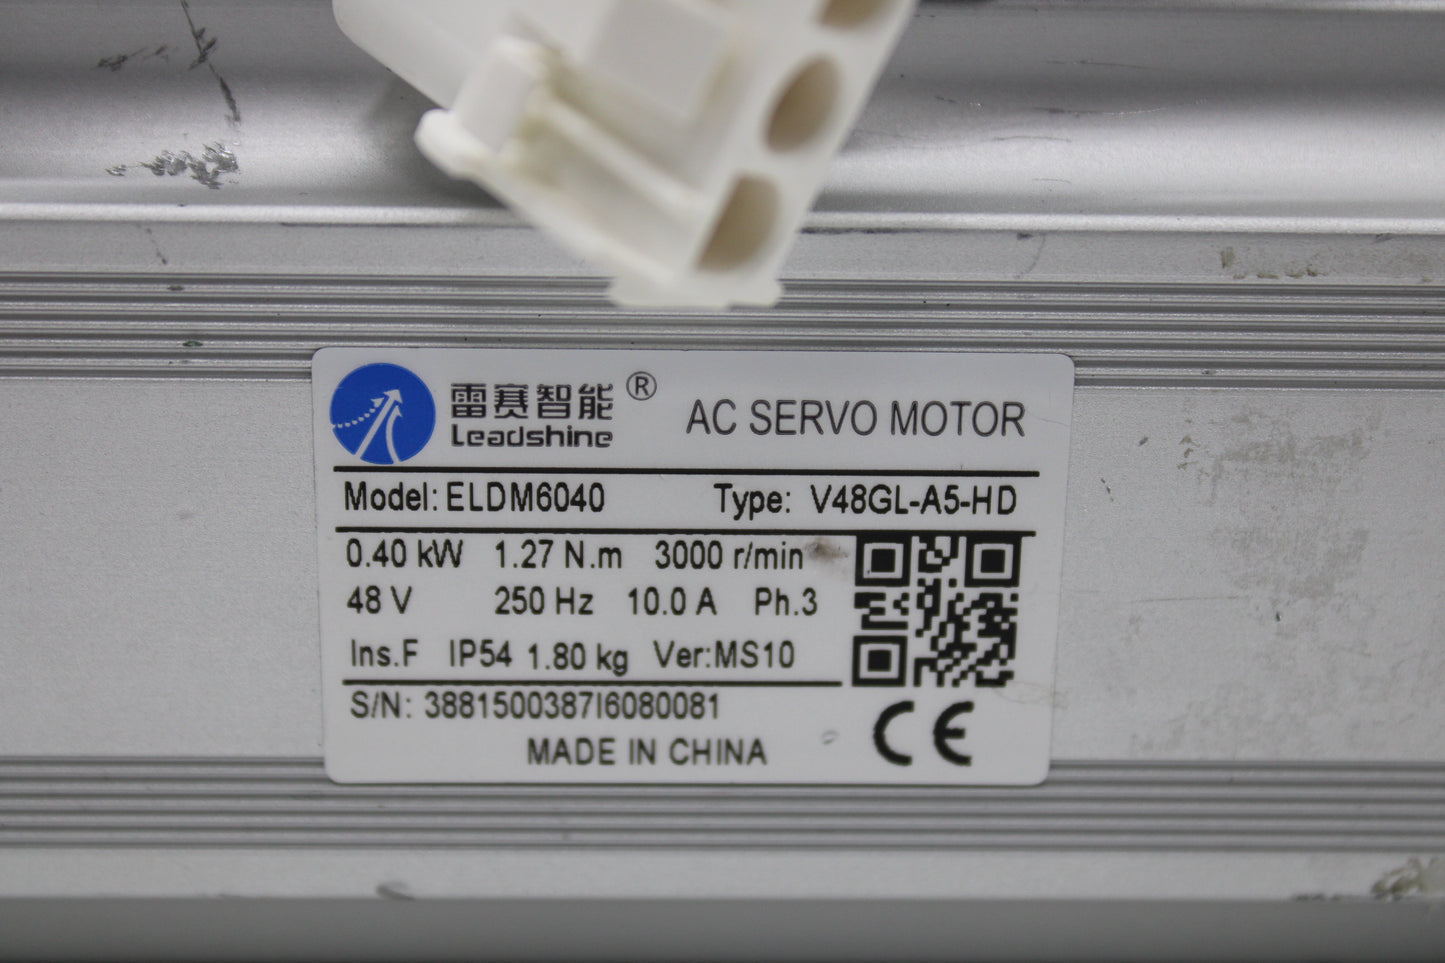 雷赛智能®
Leadshine
AC SERVO MOTOR
Model: ELDM6040 Type: V48GL-A5-HD
0.40 kW 1.27 N.m 3000 r/min
48 V 250 Hz 10.0 A Ph.3
Ins.F IP54 1.80 kg Ver:MS10
S/N: 3881500387I6080081
MADE IN CHINA
CE